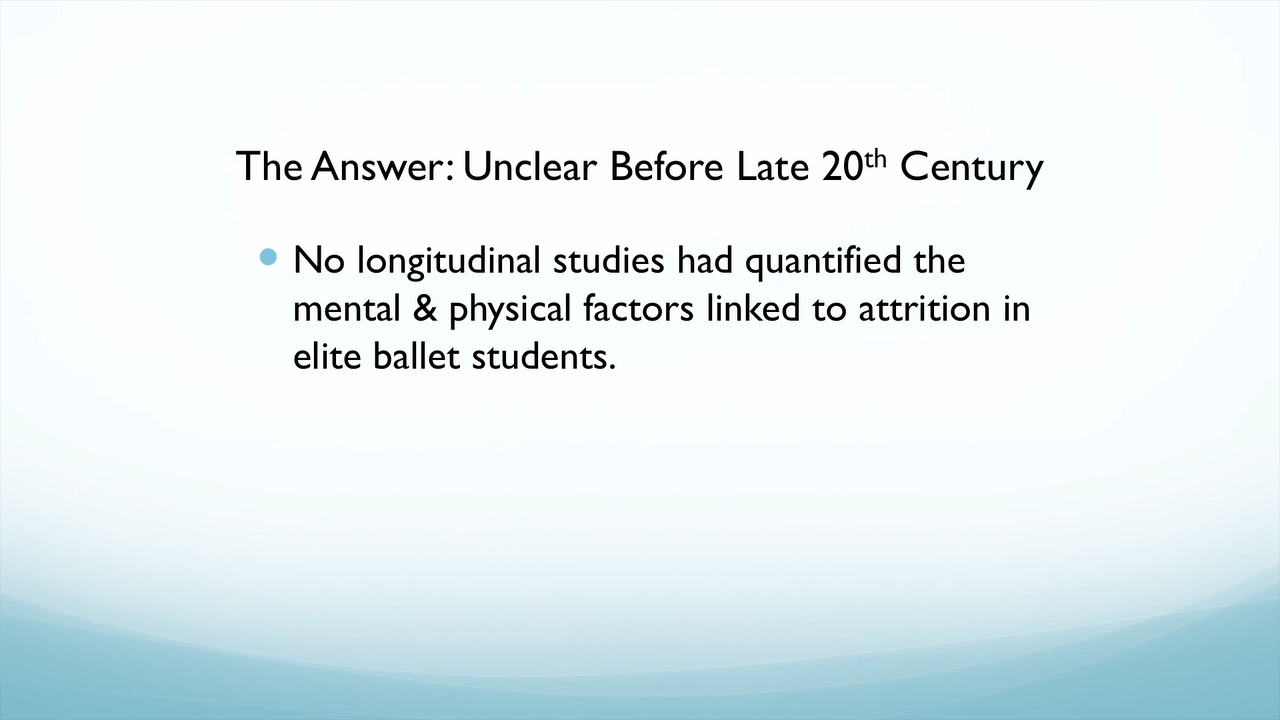 The Answer: Unclear Before Late 20th Century
No longitudinal studies had quantified the
mental & physical factors linked to attrition in
elite ballet students.